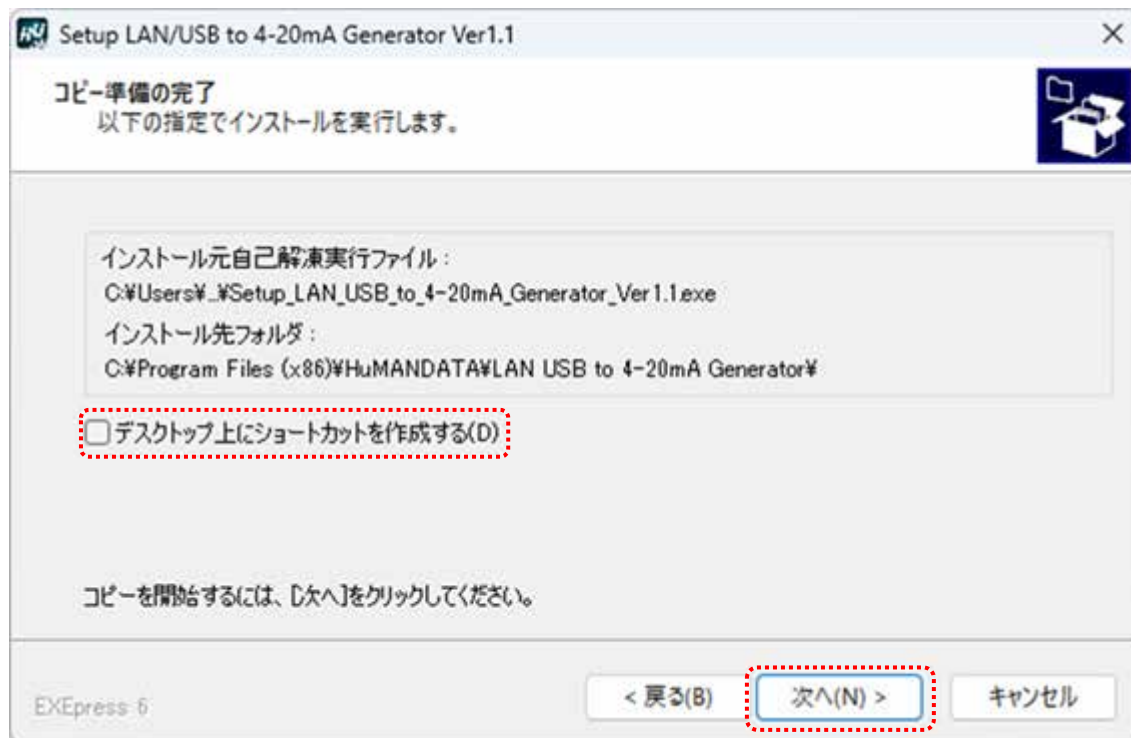 Setup LAN/USB to 4-20mA Generator Ver1.1
コピー準備の完了
以下の指定でインストールを実行します。
インストール元自己解凍実行ファイル：
C:¥Users¥…¥Setup_LAN_USB_to_4-20mA_Generator_Ver1.1.exe
インストール先フォルダ：
C:¥Program Files (x86)¥HuMANDATA¥LAN USB to 4-20mA Generator¥
デスクトップ上にショートカットを作成する(D)
コピーを開始するには、[次へ]をクリックしてください。
EXEpress 6
< 戻る(B)
次へ(N) >
キャンセル